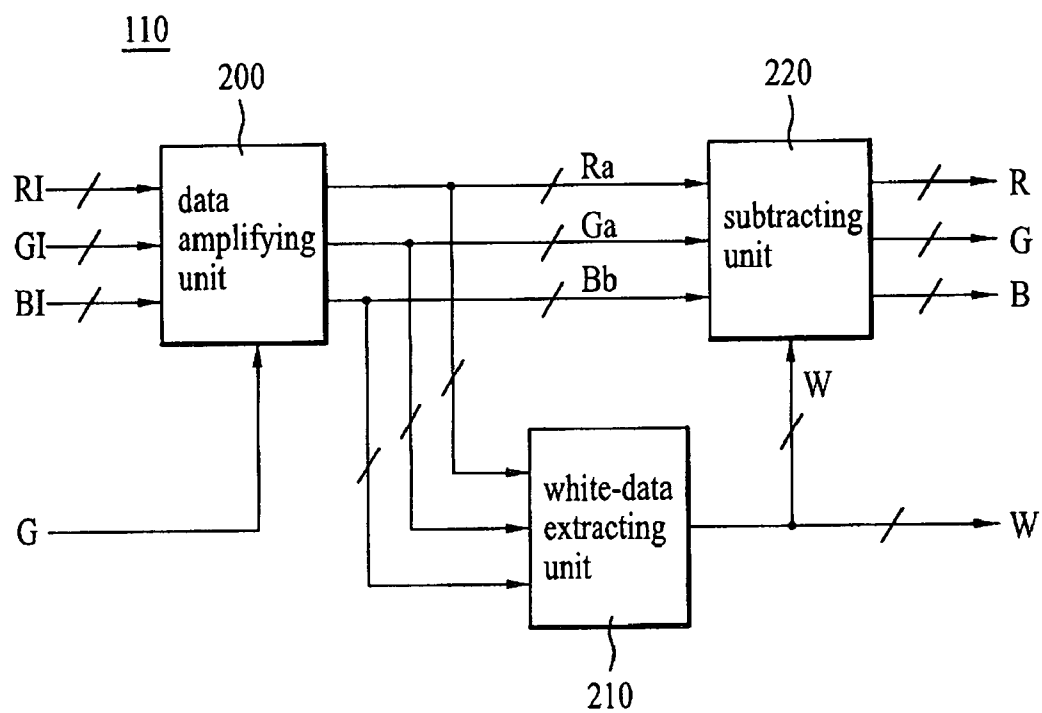 110
200
220
RI
GI
BI
data
amplifying
unit
Ra
Ga
Bb
subtracting
unit
R
G
B
W
G
white-data
extracting
unit
W
210